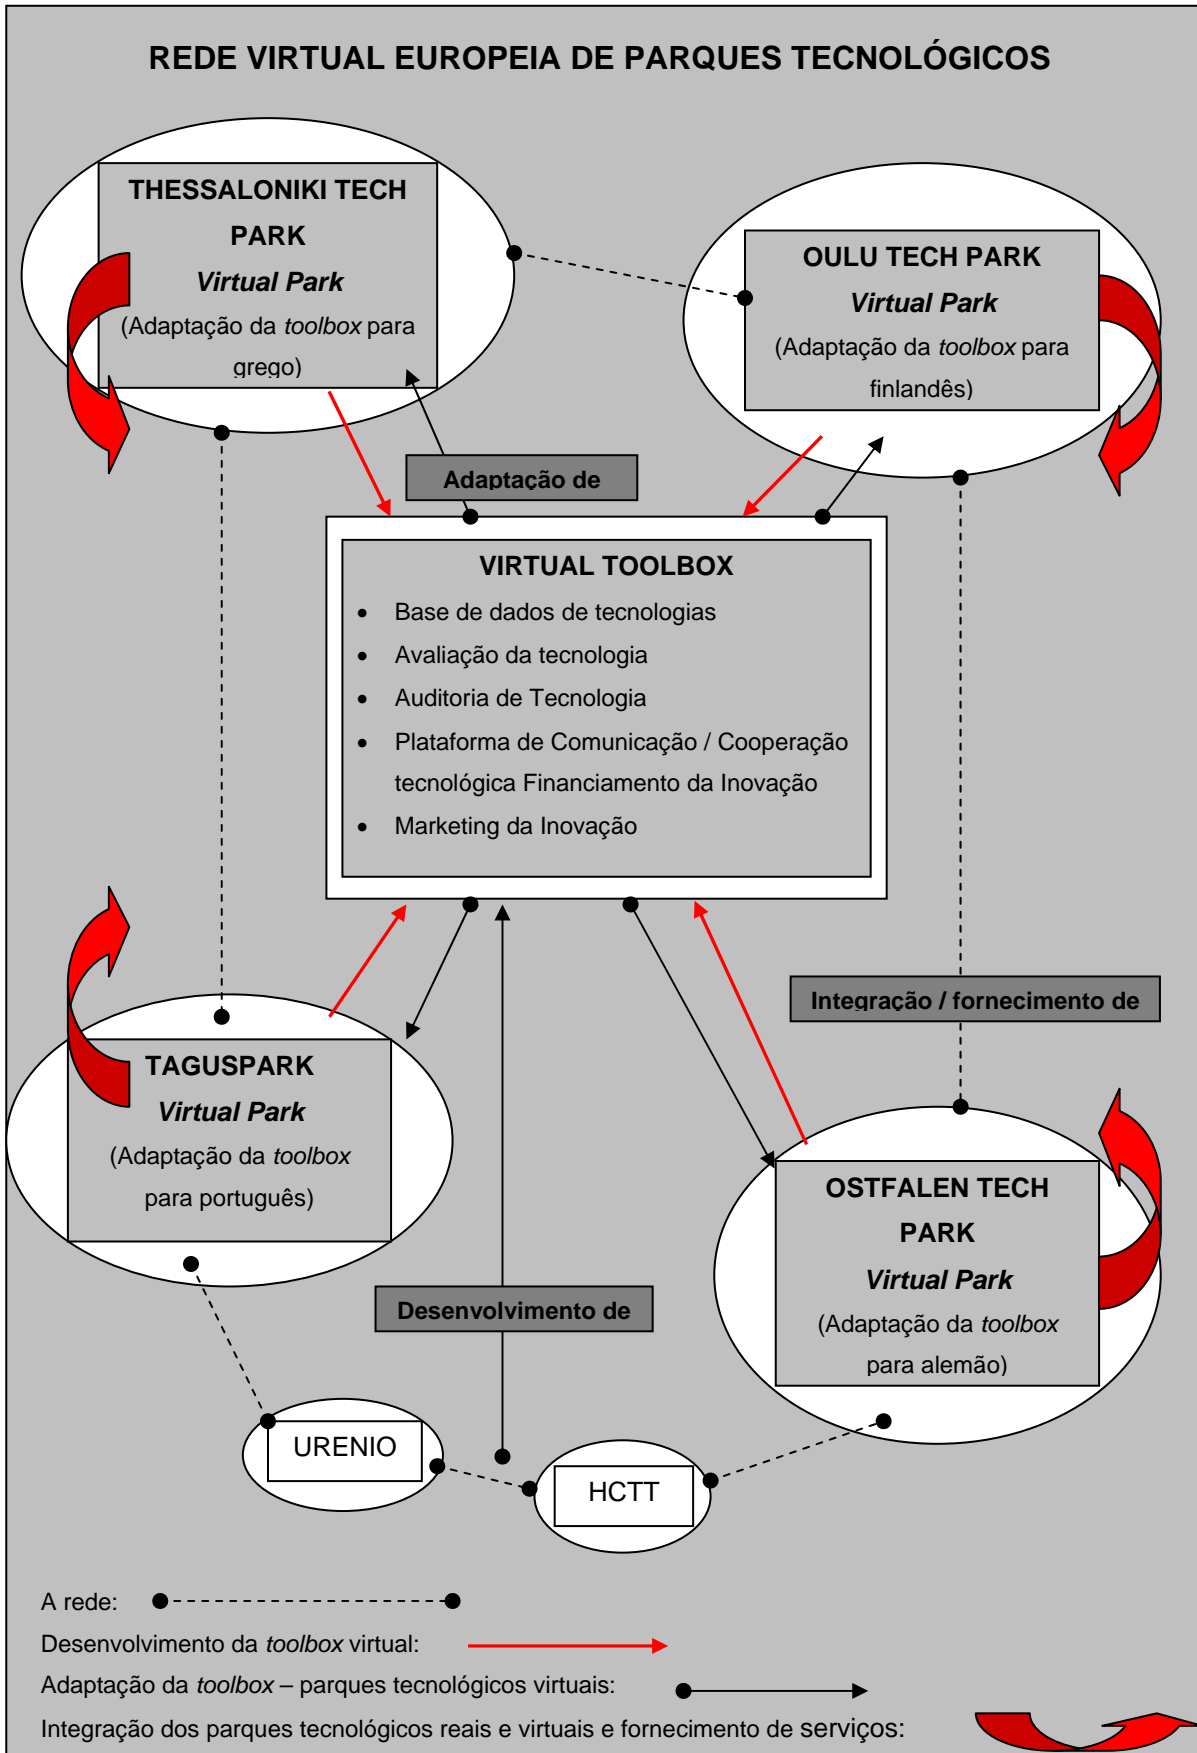 REDE VIRTUAL EUROPEIA DE PARQUES TECNOLÓGICOS
THESSALONIKI TECH
PARK
Virtual Park
(Adaptação da toolbox para
grego)
OULU TECH PARK
Virtual Park
(Adaptação da toolbox para
finlandês)
Adaptação de
VIRTUAL TOOLBOX
• Base de dados de tecnologias
• Avaliação da tecnologia
• Auditoria de Tecnologia
• Plataforma de Comunicação / Cooperação
tecnológica Financiamento da Inovação
• Marketing da Inovação
Integração / fornecimento de
TAGUSPARK
Virtual Park
(Adaptação da toolbox
para português)
OSTFALEN TECH
PARK
Virtual Park
(Adaptação da toolbox
para alemão)
Desenvolvimento de
URENIO
HCTT
A rede:
Desenvolvimento da toolbox virtual:
Adaptação da toolbox – parques tecnológicos virtuais:
Integração dos parques tecnológicos reais e virtuais e fornecimento de serviços: